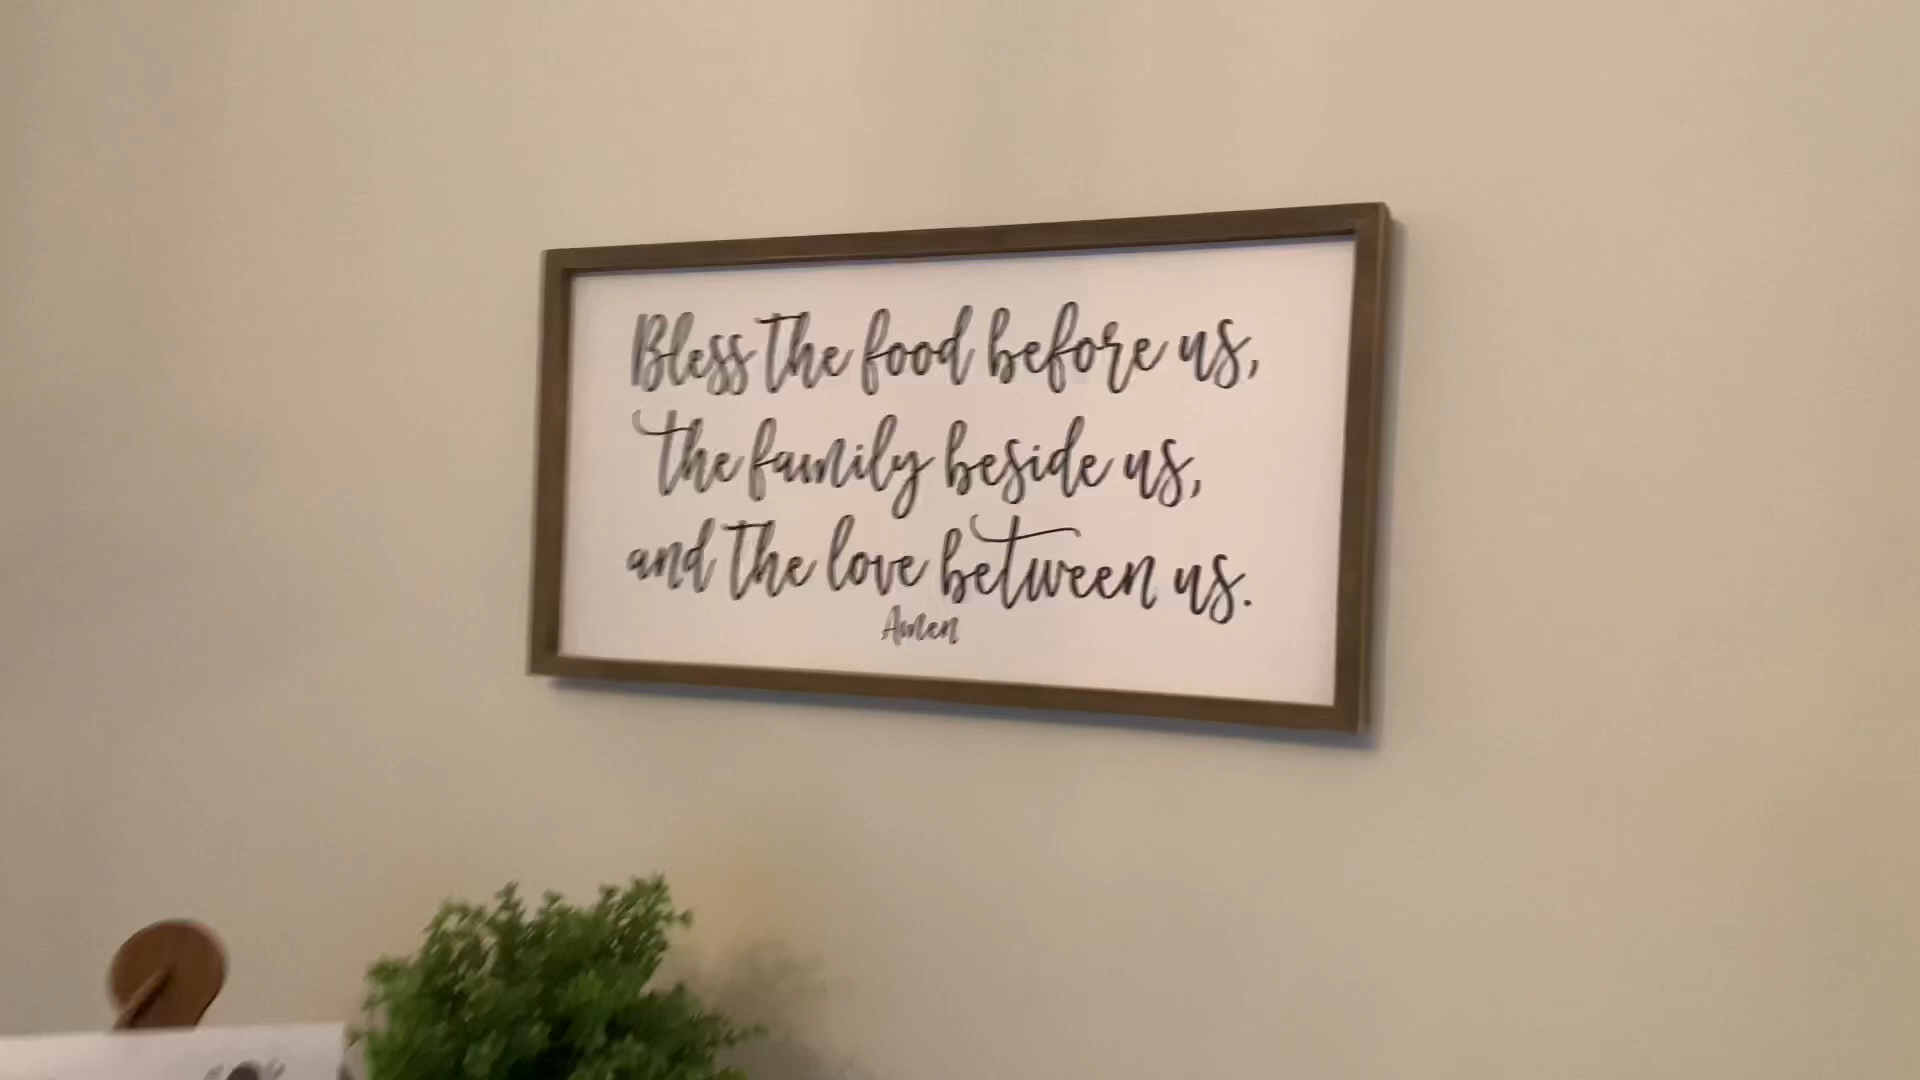 Bless the food before us,
the family beside us,
and the love between us.
Amen